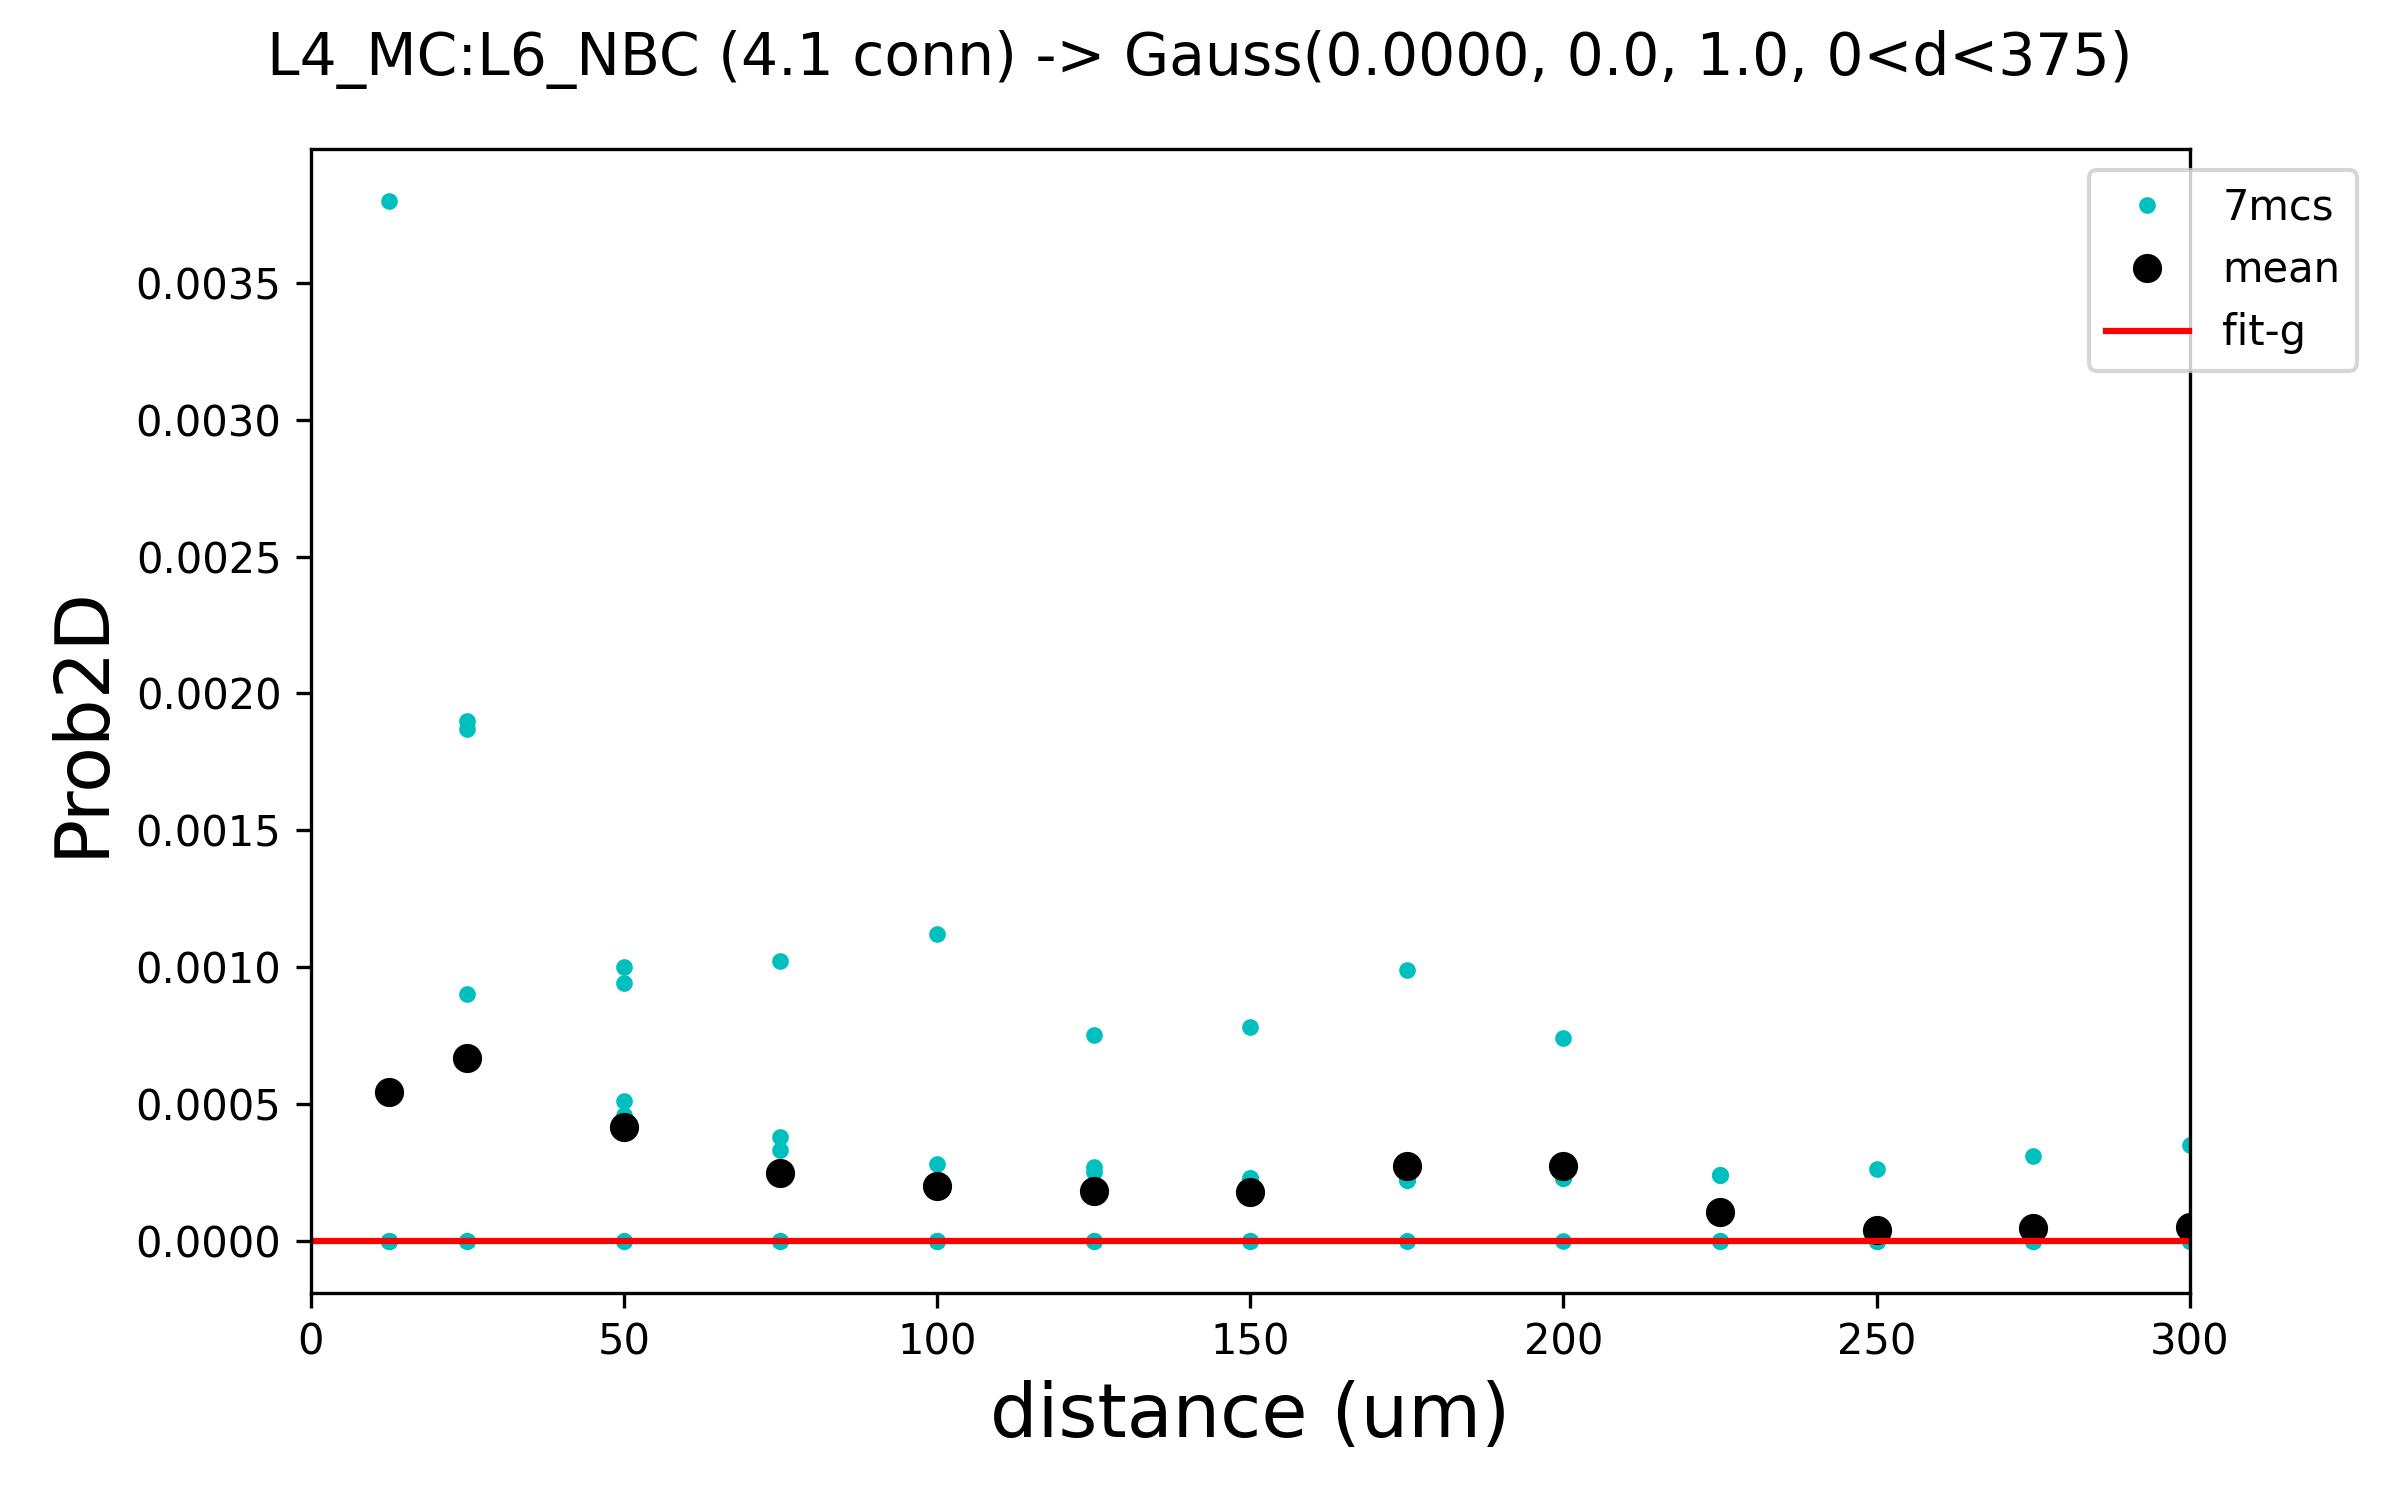 L4_MC:L6_NBC (4.1 conn) -> Gauss(0.0000, 0.0, 1.0, 0<d<375)
7mcs
mean
fit-g
0.0035
0.0030
0.0025
0.0020
0.0015
0.0010
0.0005
0.0000
Prob2D
0 50 100 150 200 250 300
distance (um)